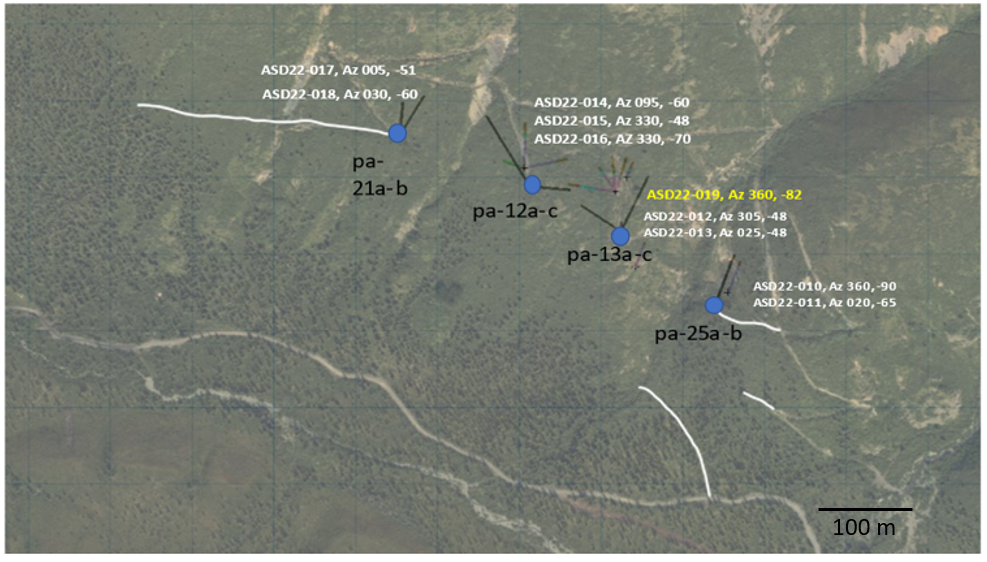 ASD22-017, Az 005, -51
ASD22-018, Az 030, -60
pa-
21a-b
ASD22-014, Az 095, -60
ASD22-015, Az 330, -48
ASD22-016, AZ 330, -70
pa-12a-c
ASD22-019, Az 360, -82
ASD22-012, Az 305, -48
ASD22-013, Az 025, -48
pa-13a-c
ASD22-010, Az 360, -90
ASD22-011, Az 020, -65
pa-25a-b
100 m